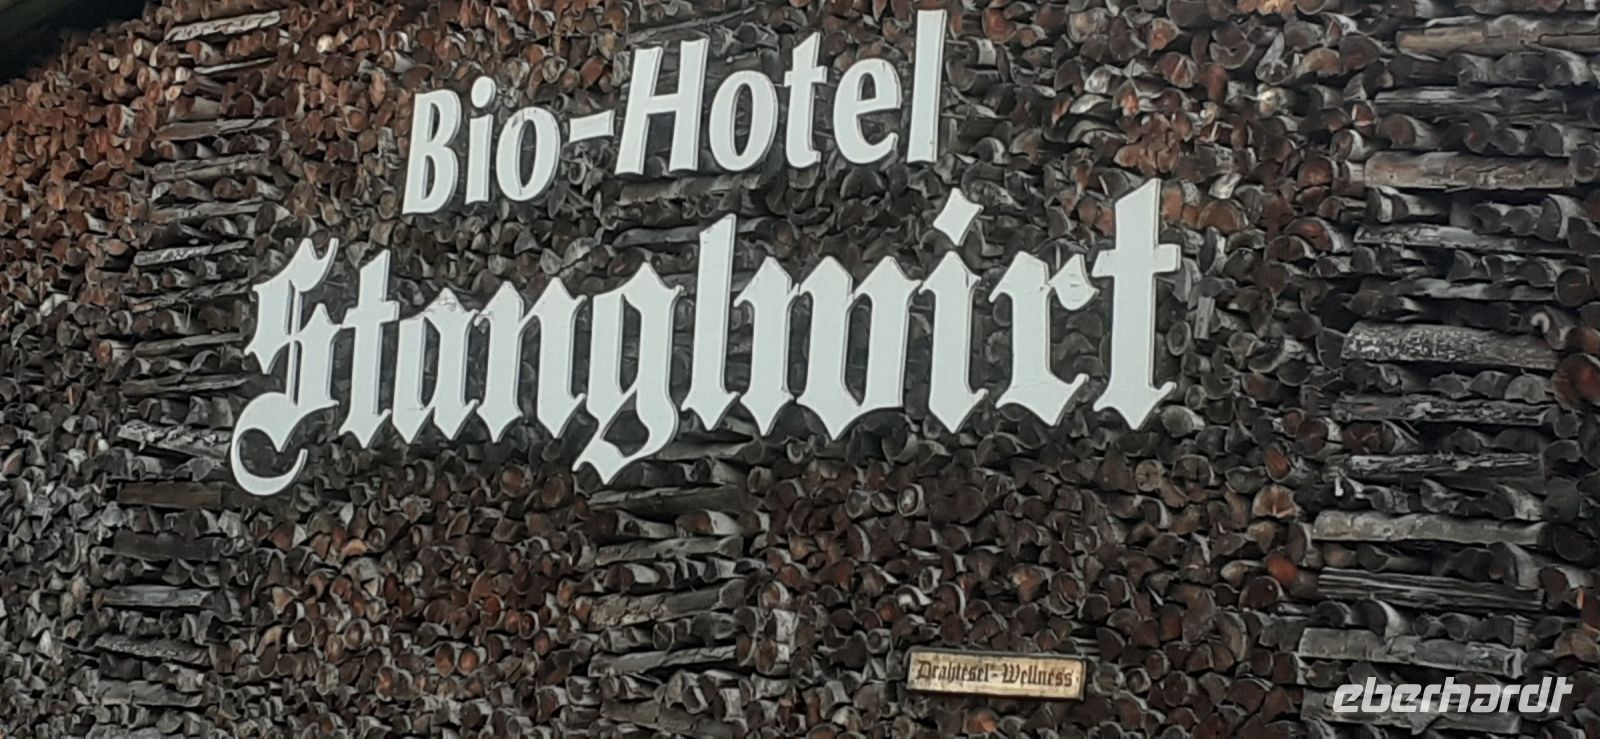 Bio-Hotel
Stanglwirt
Drahtesel-Wellness
eberhardt